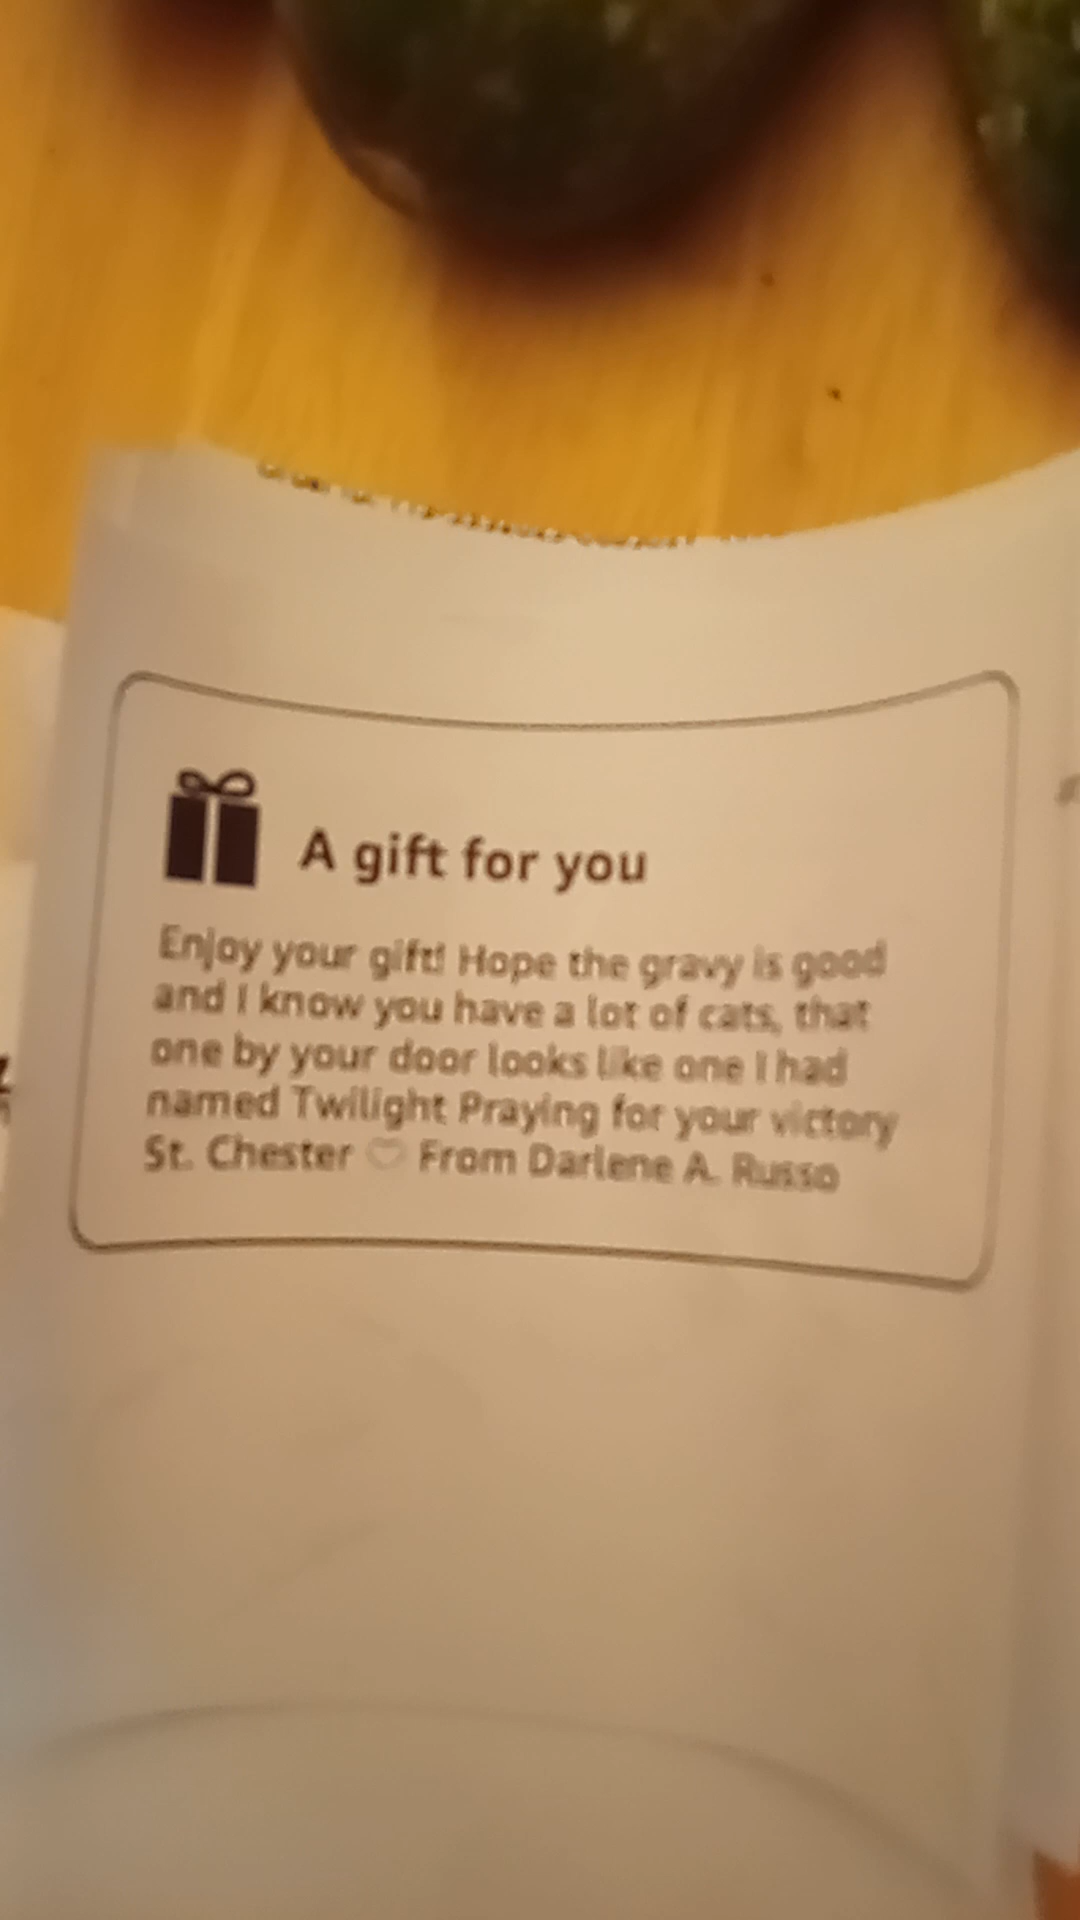 A gift for you
Enjoy your gift! Hope the gravy is good
and I know you have a lot of cats, that
one by your door looks like one I had
named Twilight Praying for your victory
St. Chester ♡ From Darlene A. Russo